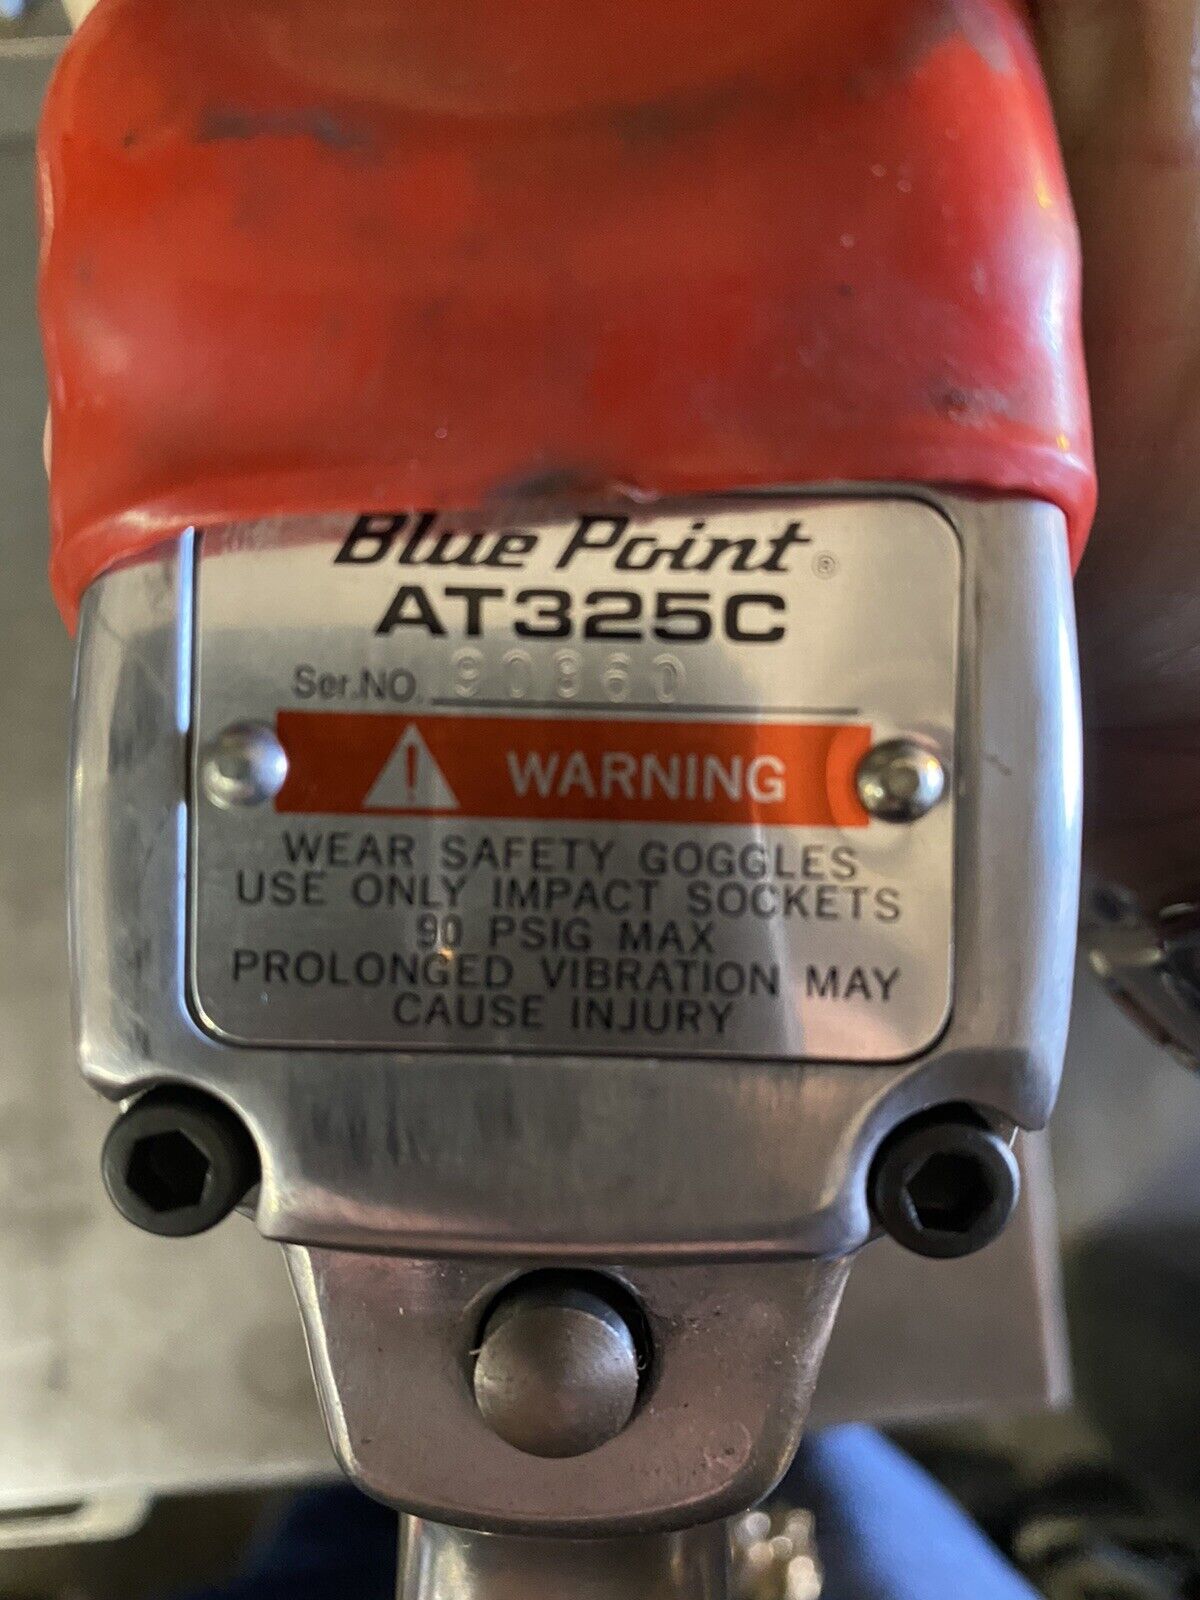 Blue Point®
AT325C
Ser.NO. 90860
WARNING
WEAR SAFETY GOGGLES
USE ONLY IMPACT SOCKETS
90 PSIG MAX
PROLONGED VIBRATION MAY
CAUSE INJURY